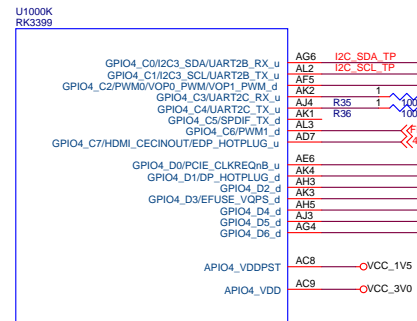 U1000K
RK3399
GPIO4_C0/I2C3_SDA/UART2B_RX_u AG6 I2C_SDA_TP
GPIO4_C1/I2C3_SCL/UART2B_TX_u AL2 I2C_SCL_TP
GPIO4_C2/PWM0/VOP0_PWM/VOP1_PWM_d AF5
GPIO4_C3/UART2C_RX_u AK2 1
GPIO4_C4/UART2C_TX_u AJ4 R35 1 100
GPIO4_C5/SPDIF_TX_d AK1 R36 100
GPIO4_C6/PWM1_d AL3
GPIO4_C7/HDMI_CECINOUT/EDP_HOTPLUG_u AD7
GPIO4_D0/PCIE_CLKREQnB_u AE6
GPIO4_D1/DP_HOTPLUG_d AK4
GPIO4_D2_d AH3
GPIO4_D3/EFUSE_VQPS_d AK3
GPIO4_D4_d AH5
GPIO4_D5_d AJ3
GPIO4_D6_d AG4
APIO4_VDDPST AC8 VCC_1V5
APIO4_VDD AC9 VCC_3V0